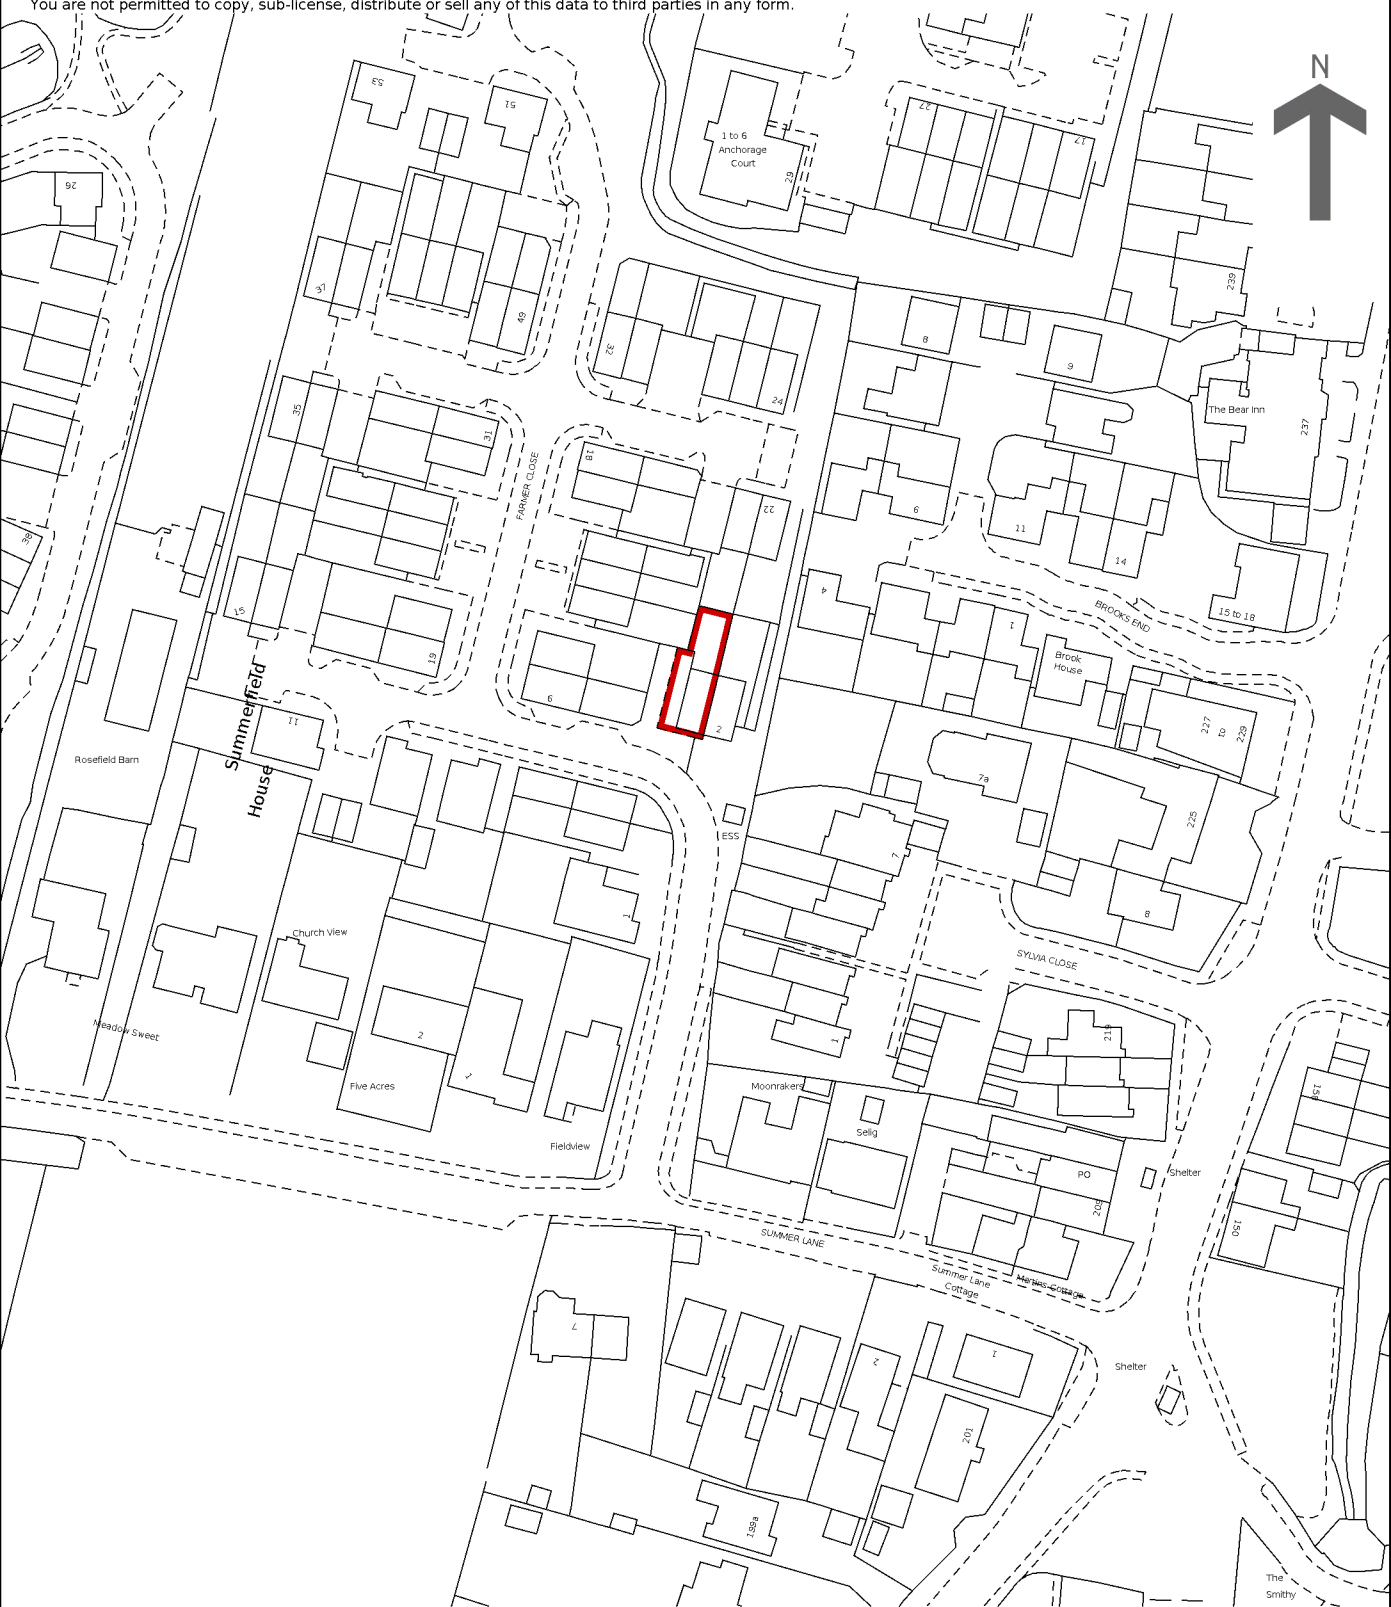 You are not permitted to copy, sub-license, distribute or sell any of this data to third parties in any form.
N
53
51
1 to 6
Anchorage
Court
29
27
17
26
239
37
49
32
24
8
9
The Bear Inn
237
35
31
18
22
FARMER CLOSE
6
11
14
38
15
19
4
BROOKS END
15 to 18
1
Brook
House
9
2
11
Summerfield
House
227
to
229
Rosefield Barn
7a
225
ESS
7
8
1
Church View
SYLVIA CLOSE
Meadow Sweet
2
1
219
1
Five Acres
Moonrakers
Selig
Fieldview
PO
209
Shelter
150
SUMMER LANE
Summer Lane
Cottage
Martins Cottage
7
2
1
Shelter
201
199a
The
Smithy